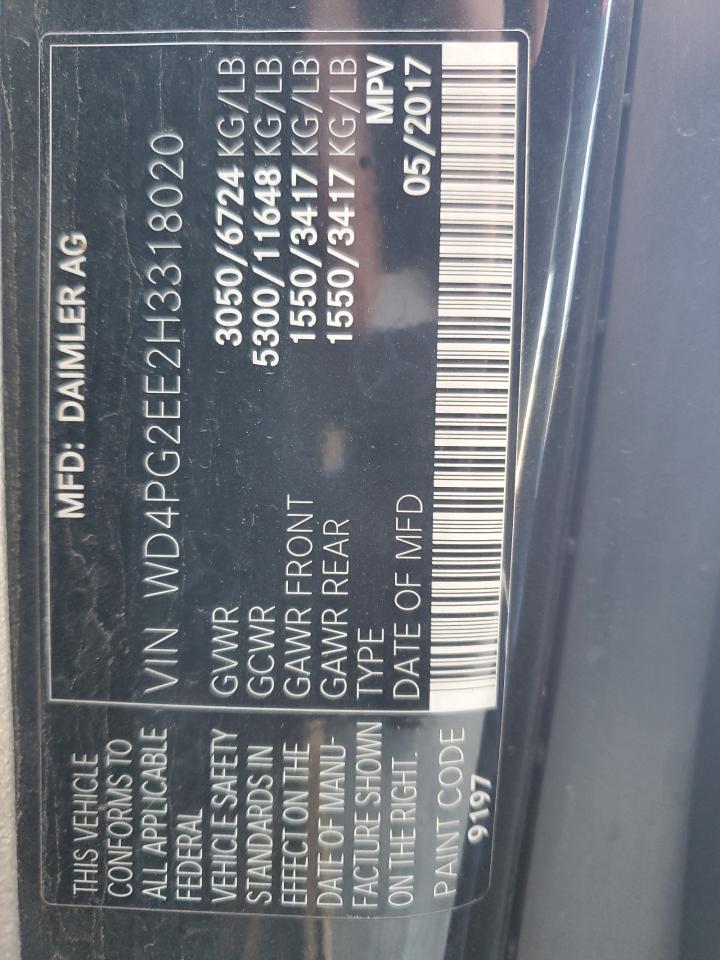 THIS VEHICLE
CONFORMS TO
ALL APPLICABLE
FEDERAL
VEHICLE SAFETY
STANDARDS IN
EFFECT ON THE
DATE OF MANU-
FACTURE SHOWN
ON THE RIGHT.
PAINT CODE
9197
MFD: DAIMLER AG
VIN WD4PG2EE2H3318020
GVWR 3050/6724 KG/LB
GCWR 5300/11648 KG/LB
GAWR FRONT 1550/3417 KG/LB
GAWR REAR 1550/3417 KG/LB
TYPE MPV
DATE OF MFD 05/2017